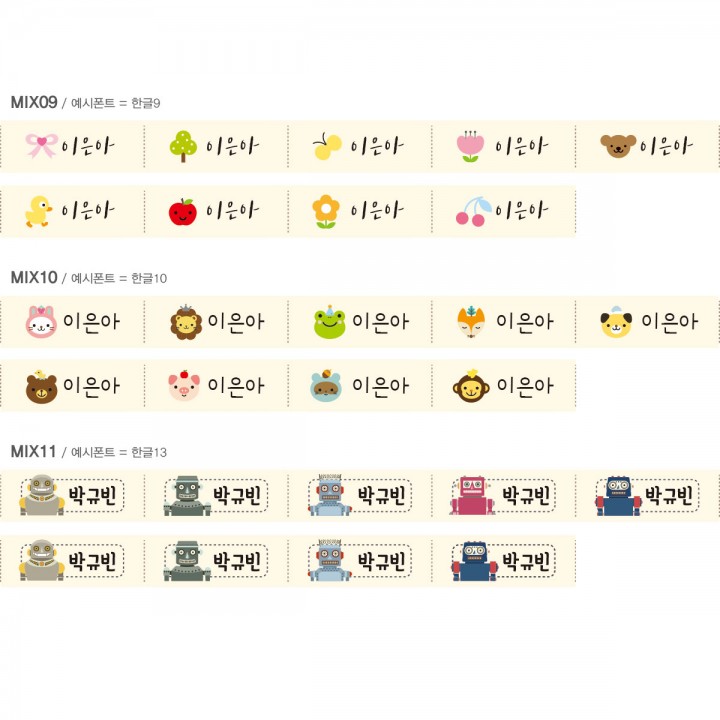 MIX09 / 예시폰트 = 한글9
이은아 이은아 이은아 이은아 이은아
이은아 이은아 이은아 이은아
MIX10 / 예시폰트 = 한글10
이은아 이은아 이은아 이은아 이은아
이은아 이은아 이은아 이은아
MIX11 / 예시폰트 = 한글13
박규빈 박규빈 박규빈 박규빈 박규빈
박규빈 박규빈 박규빈 박규빈